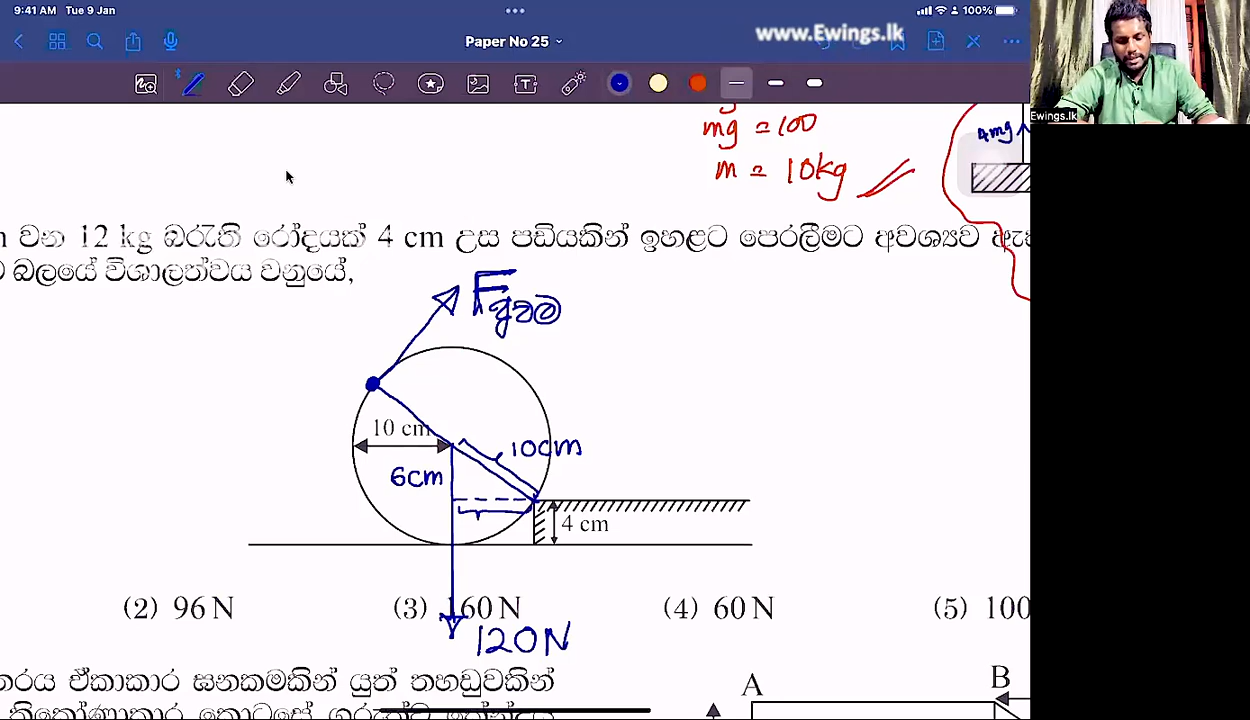 9:41 AM Tue 9 Jan
100%
Paper No 25
www.Ewings.lk
Ewings.lk
mg = 100
m = 10kg
4mg
වන 12 kg බරැති රෝදයක් 4 cm උස පඩියකින් ඉහළට පෙරලීමට අවශ්‍යව
බලයේ විශාලත්වය වනුයේ,
F අවම
10 cm
10cm
6cm
4 cm
(2) 96 N
(3) 160 N
(4) 60 N
(5) 100
120N
ඒකාකාර ඝනකමකින් යුත් තහඩුවකින්
A
B